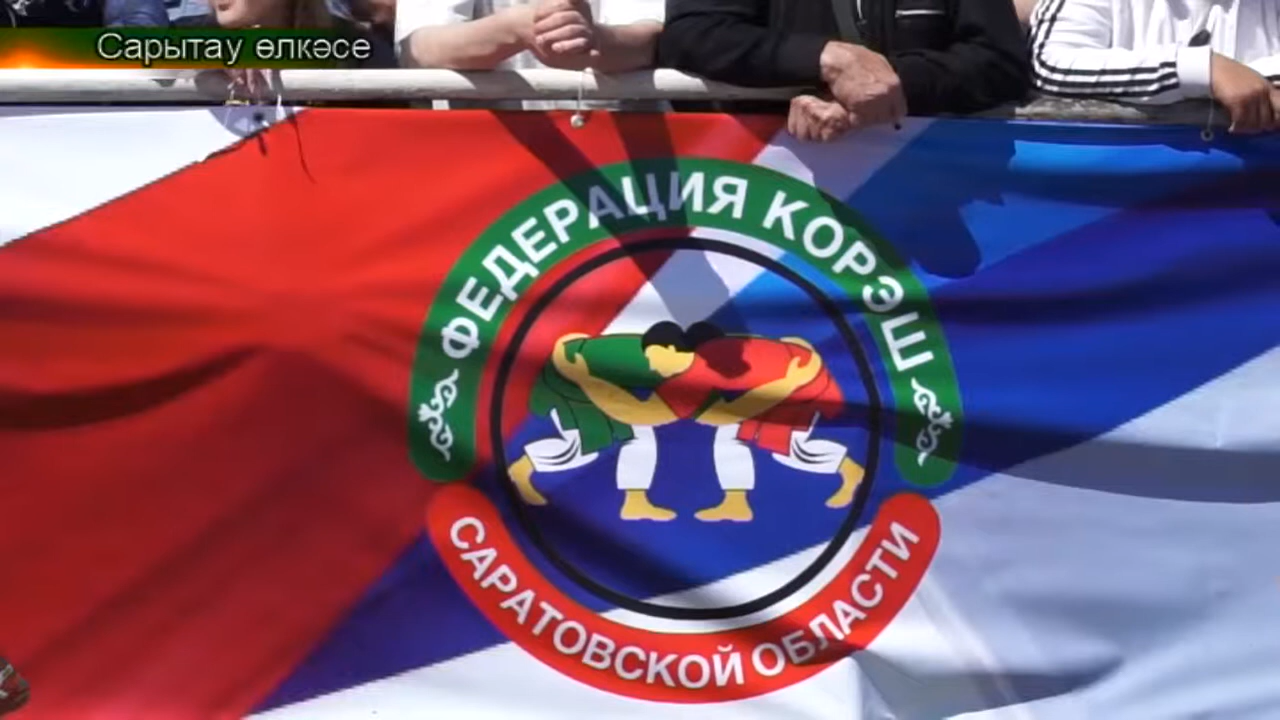 Сарытау өлкәсе
ФЕДЕРАЦИЯ КОРЭШ
САРАТОВСКОЙ ОБЛАСТИ